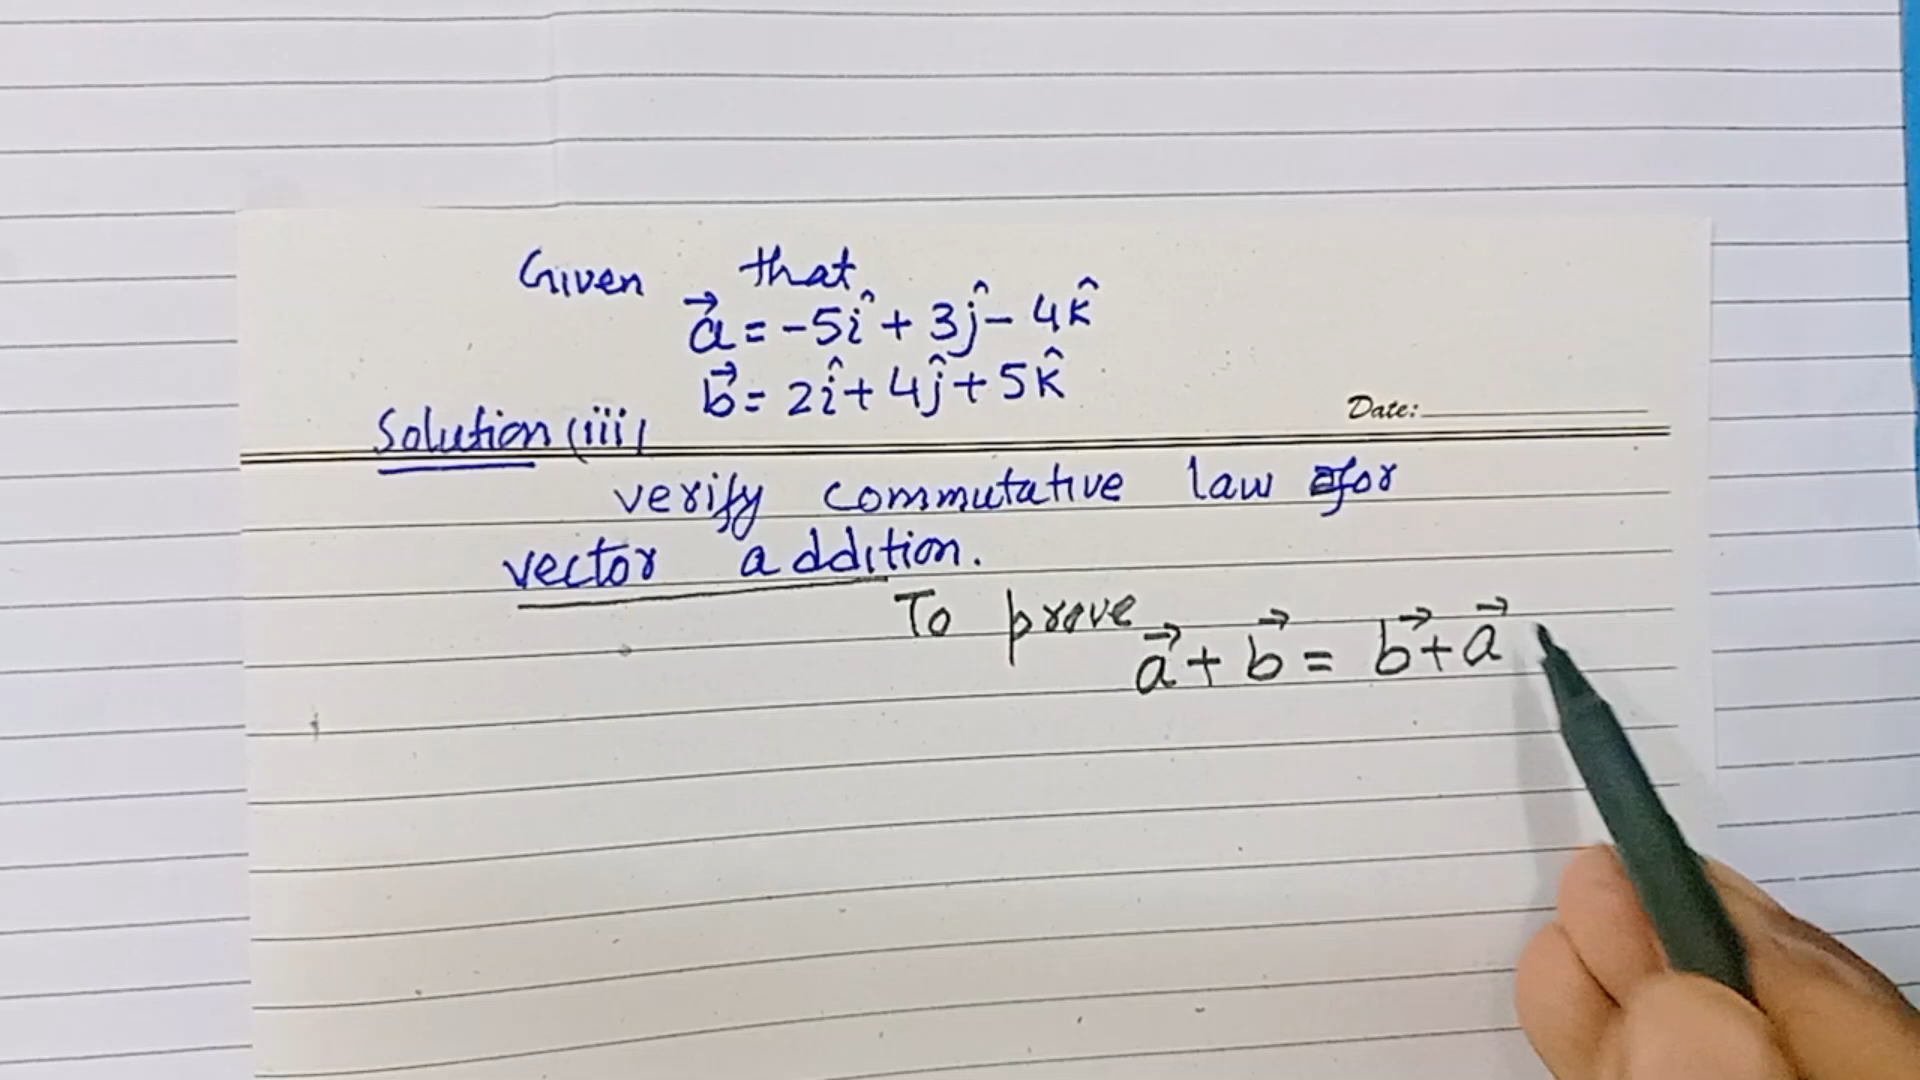 Given that
a⃗ = -5î + 3ĵ - 4k̂
b⃗ = 2î + 4ĵ + 5k̂
Date:
Solution (iii)
verify commutative law for
vector addition.
To prove
a⃗ + b⃗ = b⃗ + a⃗